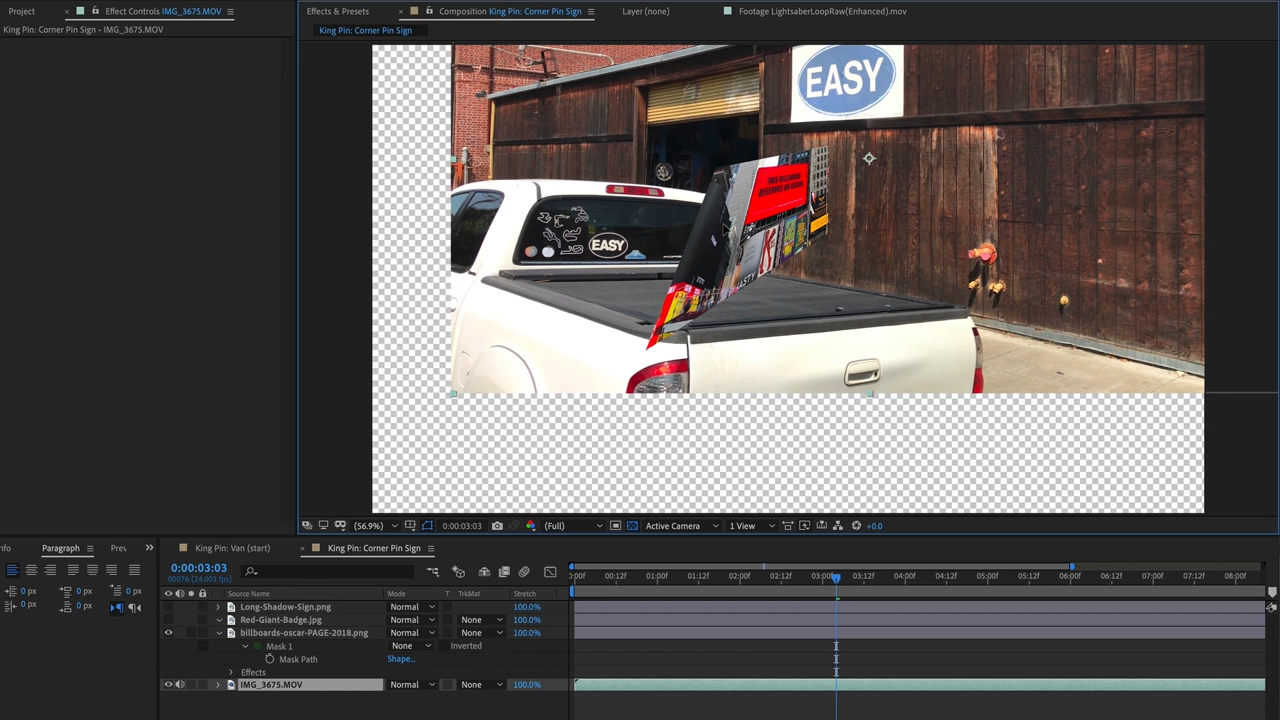 Project
Effect Controls IMG_3675.MOV
Effects & Presets
Composition King Pin: Corner Pin Sign
Layer (none)
Footage LightsaberLoopRaw(Enhanced).mov
King Pin: Corner Pin Sign • IMG_3675.MOV
King Pin: Corner Pin Sign
EASY
EASY
(56.9%)
0:00:03:03
(Full)
Active Camera
1 View
+0.0
nfo
Paragraph
Prev
King Pin: Van (start)
King Pin: Corner Pin Sign
0:00:03:03
00076 (24.003 fps)
0 px
0 px
0 px
0 px
0 px
Source Name
Mode
T
TrkMat
Stretch
0:00f
00:12f
01:00f
01:12f
02:00f
02:12f
03:00f
03:12f
04:00f
04:12f
05:00f
05:12f
06:00f
06:12f
07:00f
07:12f
08:00f
Long-Shadow-Sign.png
Normal
100.0%
Red-Giant-Badge.jpg
Normal
None
100.0%
billboards-oscar-PAGE-2018.png
Normal
None
100.0%
Mask 1
None
Inverted
Mask Path
Shape...
Effects
IMG_3675.MOV
Normal
None
100.0%